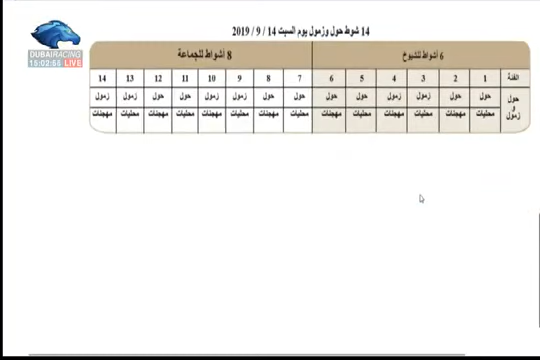 DUBAI RACING
15:02:55 LIVE
14 شوط حول وزمول يوم السبت 14 / 9 / 2019
6 أشواط للشيوخ 8 أشواط للجماعة
الفئة 1 2 3 4 5 6 7 8 9 10 11 12 13 14
حول و زمول
حول حول زمول زمول حول حول حول حول زمول زمول حول حول زمول زمول
محليات مهجنات محليات مهجنات محليات مهجنات محليات مهجنات محليات مهجنات محليات مهجنات محليات مهجنات